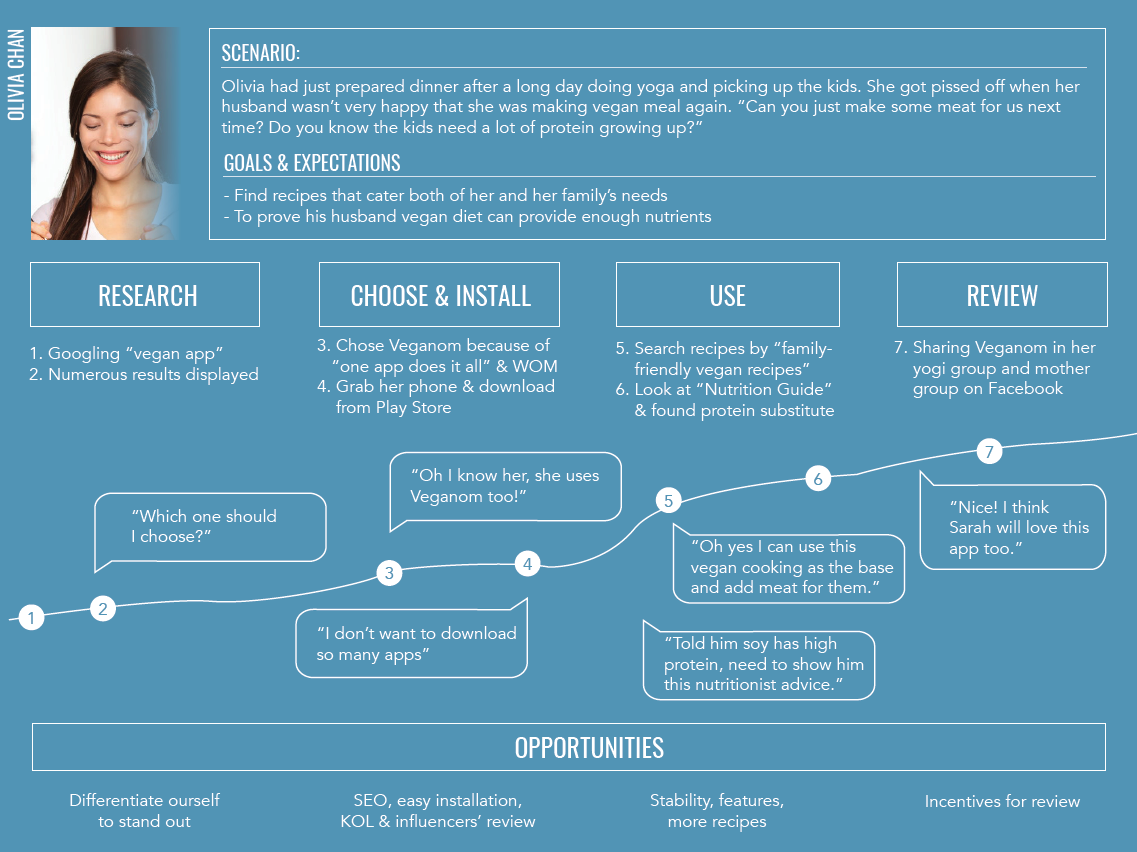 OLIVIA CHAN
SCENARIO:
Olivia had just prepared dinner after a long day doing yoga and picking up the kids. She got pissed off when her
husband wasn’t very happy that she was making vegan meal again. “Can you just make some meat for us next
time? Do you know the kids need a lot of protein growing up?”
GOALS & EXPECTATIONS
- Find recipes that cater both of her and her family’s needs
- To prove his husband vegan diet can provide enough nutrients
RESEARCH
1. Googling “vegan app”
2. Numerous results displayed
CHOOSE & INSTALL
3. Chose Veganom because of
“one app does it all” & WOM
4. Grab her phone & download
from Play Store
USE
5. Search recipes by “family-
friendly vegan recipes”
6. Look at “Nutrition Guide”
& found protein substitute
REVIEW
7. Sharing Veganom in her
yogi group and mother
group on Facebook
1
2
3
4
5
6
7
“Which one should
I choose?”
“Oh I know her, she uses
Veganom too!”
“I don’t want to download
so many apps”
“Oh yes I can use this
vegan cooking as the base
and add meat for them.”
“Told him soy has high
protein, need to show him
this nutritionist advice.”
“Nice! I think
Sarah will love this
app too.”
OPPORTUNITIES
Differentiate ourself
to stand out
SEO, easy installation,
KOL & influencers’ review
Stability, features,
more recipes
Incentives for review